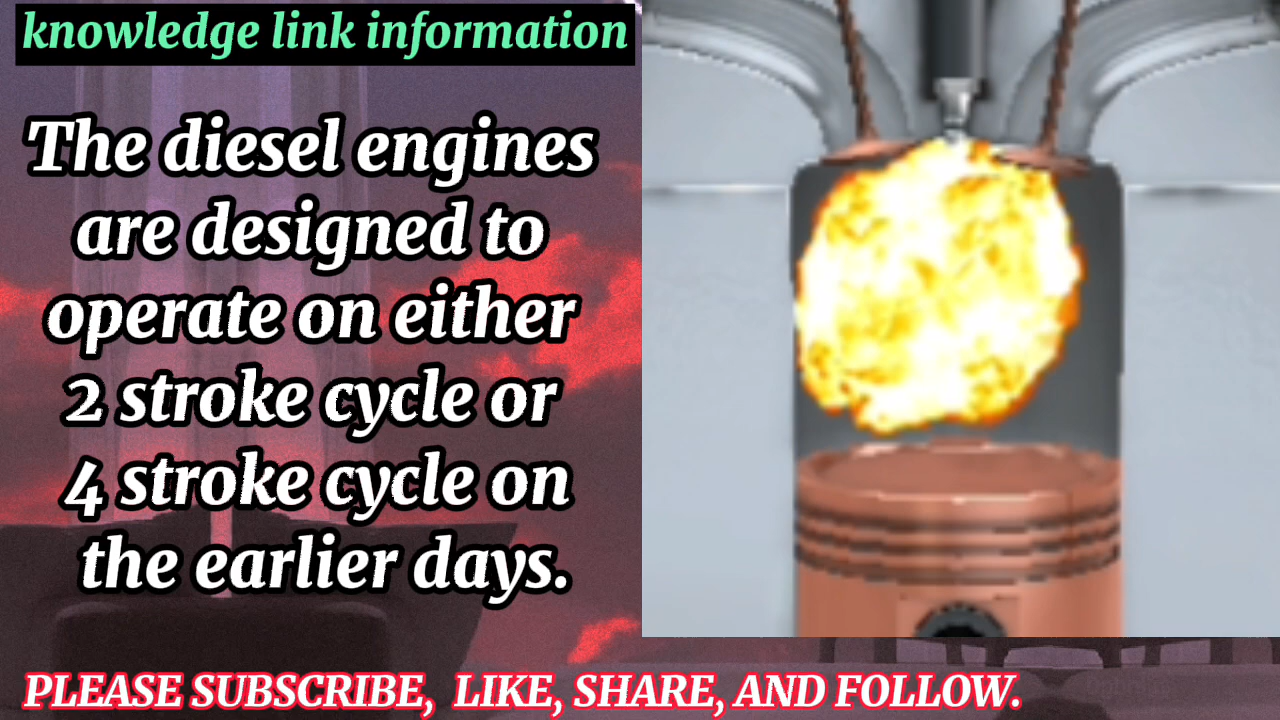 knowledge link information
The diesel engines
are designed to
operate on either
2 stroke cycle or
4 stroke cycle on
the earlier days.
PLEASE SUBSCRIBE, LIKE, SHARE, AND FOLLOW.